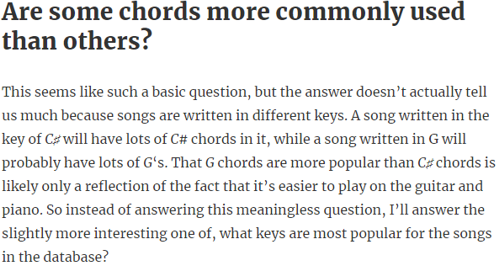 Are some chords more commonly used
than others?
This seems like such a basic question, but the answer doesn’t actually tell
us much because songs are written in different keys. A song written in the
key of C♯ will have lots of C# chords in it, while a song written in G will
probably have lots of G‘s. That G chords are more popular than C♯ chords is
likely only a reflection of the fact that it’s easier to play on the guitar and
piano. So instead of answering this meaningless question, I’ll answer the
slightly more interesting one of, what keys are most popular for the songs
in the database?